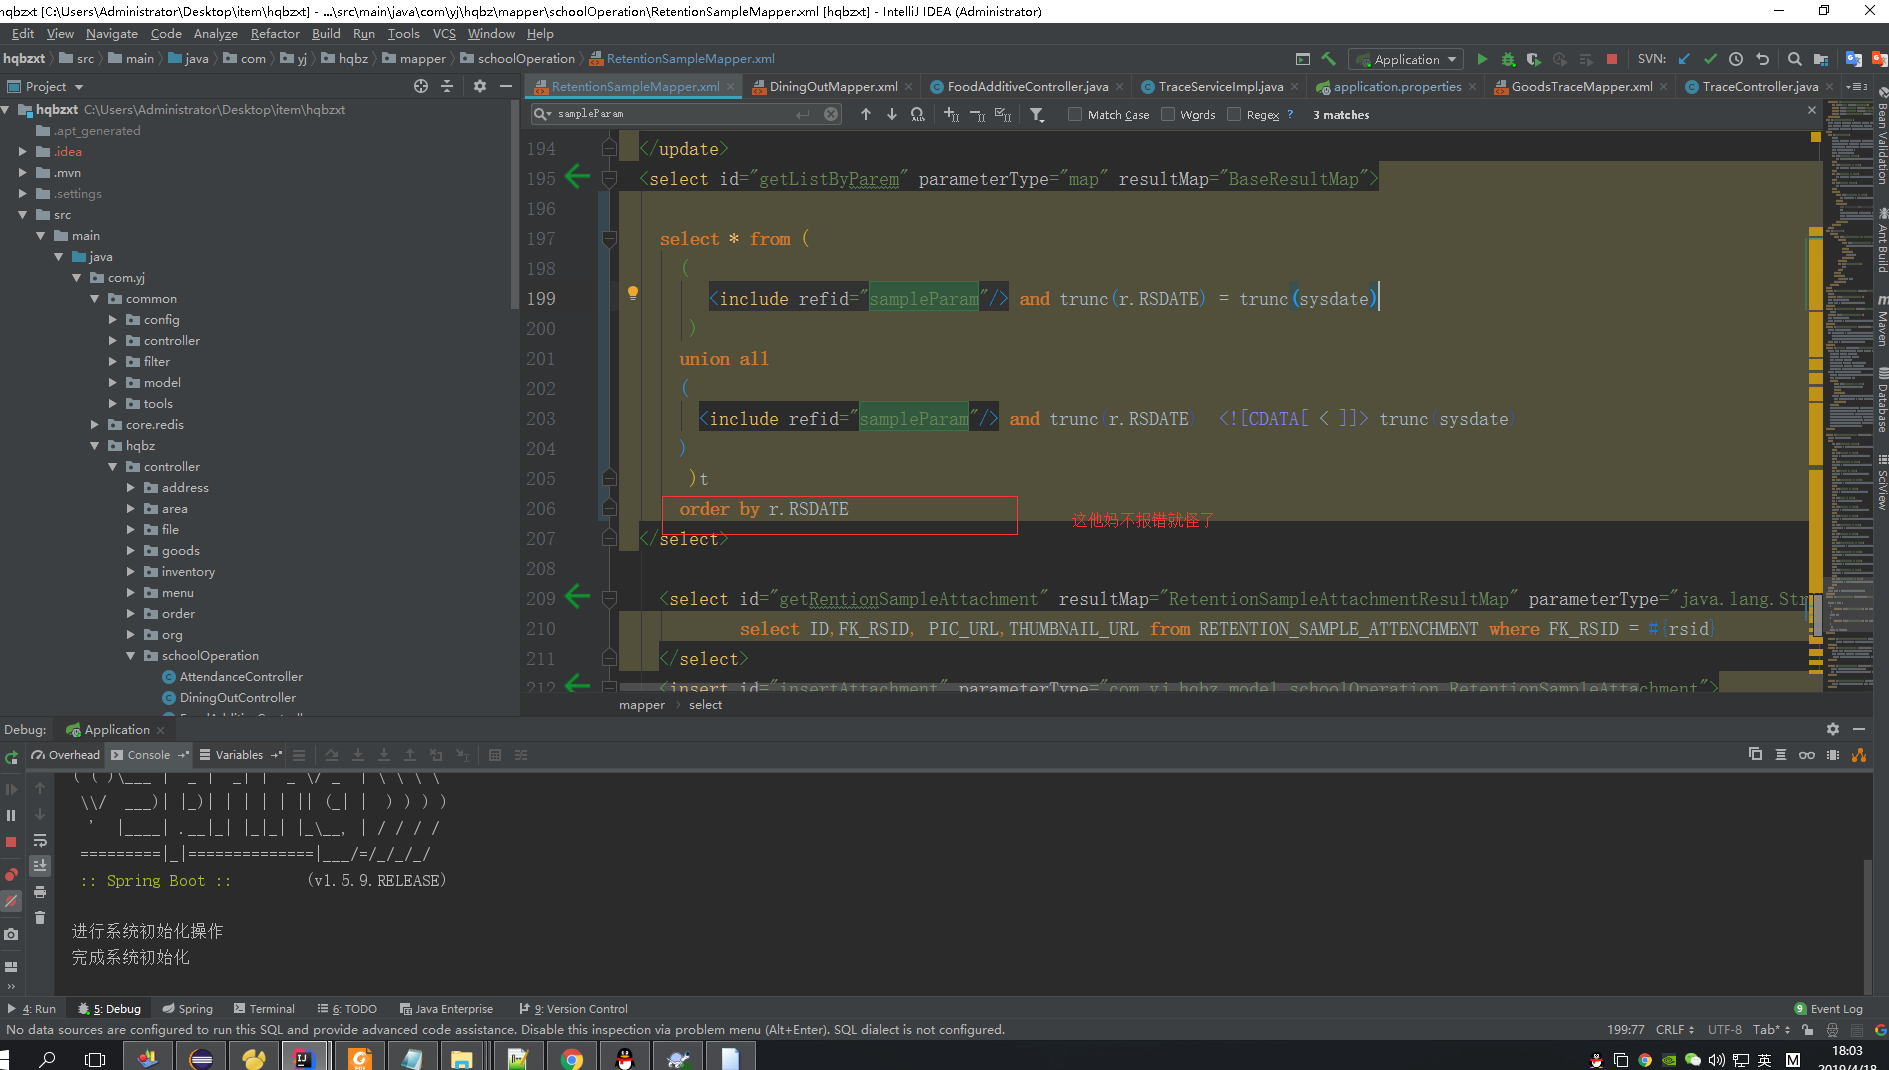 hqbzxt [C:\Users\Administrator\Desktop\item\hqbzxt] - ...\src\main\java\com\yj\hqbz\mapper\schoolOperation\RetentionSampleMapper.xml [hqbzxt] - IntelliJ IDEA (Administrator)
Edit View Navigate Code Analyze Refactor Build Run Tools VCS Window Help
hqbzxt src main java com yj hqbz mapper schoolOperation RetentionSampleMapper.xml Application SVN:
Project RetentionSampleMapper.xml DiningOutMapper.xml FoodAdditiveController.java TraceServiceImpl.java application.properties GoodsTraceMapper.xml TraceController.java
hqbzxt C:\Users\Administrator\Desktop\item\hqbzxt
.apt_generated
.idea
.mvn
.settings
src
main
java
com.yj
common
config
controller
filter
model
tools
core.redis
hqbz
controller
address
area
file
goods
inventory
menu
order
org
schoolOperation
AttendanceController
DiningOutController
sampleParam Match Case Words Regex ? 3 matches
194 </update>
195 <select id="getListByParem" parameterType="map" resultMap="BaseResultMap">
196
197 select * from (
198 (
199 <include refid="sampleParam"/> and trunc(r.RSDATE) = trunc(sysdate)
200 )
201 union all
202 (
203 <include refid="sampleParam"/> and trunc(r.RSDATE) <![CDATA[ < ]]> trunc(sysdate)
204 )
205 )t
206 order by r.RSDATE 这他妈不报错就怪了
207 </select>
208
209 <select id="getRentionSampleAttachment" resultMap="RetentionSampleAttachmentResultMap" parameterType="java.lang.Str
210 select ID,FK_RSID, PIC_URL,THUMBNAIL_URL from RETENTION_SAMPLE_ATTENCHMENT where FK_RSID = #{rsid}
211 </select>
212 <insert id="insertAttachment" parameterType="com.yj.hqbz.model.schoolOperation.RetentionSampleAttachment">
mapper select
Bean Validation
Ant Build
Maven
Database
SciView
Debug: Application
Overhead Console Variables
:: Spring Boot :: (v1.5.9.RELEASE)
进行系统初始化操作
完成系统初始化
4: Run 5: Debug Spring Terminal 6: TODO Java Enterprise 9: Version Control 9 Event Log
No data sources are configured to run this SQL and provide advanced code assistance. Disable this inspection via problem menu (Alt+Enter). SQL dialect is not configured. 199:77 CRLF UTF-8 Tab*
英 M 18:03
2019/4/18